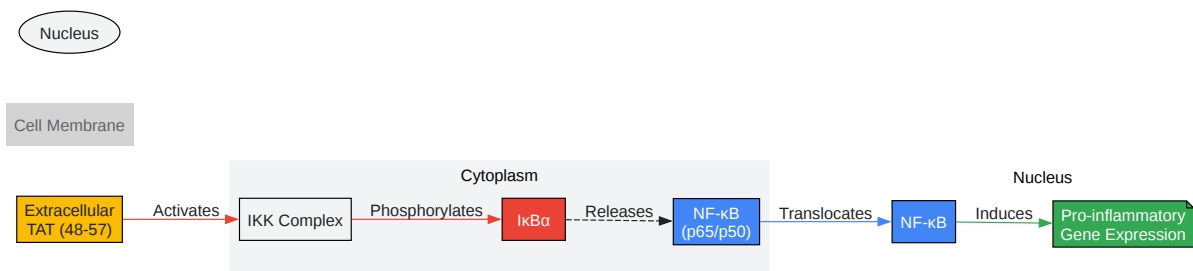 Nucleus
Cell Membrane
Cytoplasm
Nucleus
Extracellular
TAT (48-57)
Activates
IKK Complex
Phosphorylates
IκBα
Releases
NF-κB
(p65/p50)
Translocates
NF-κB
Induces
Pro-inflammatory
Gene Expression